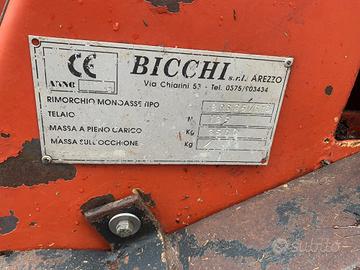 CE
BICCHI s.r.l. AREZZO
ANNO
Via Chiarini 53 - Tel. 0575/903434
RIMORCHIO MONOASSE TIPO
TELAIO N
MASSA A PIENO CARICO Kg
MASSA SULL'OCCHIONE Kg
subito